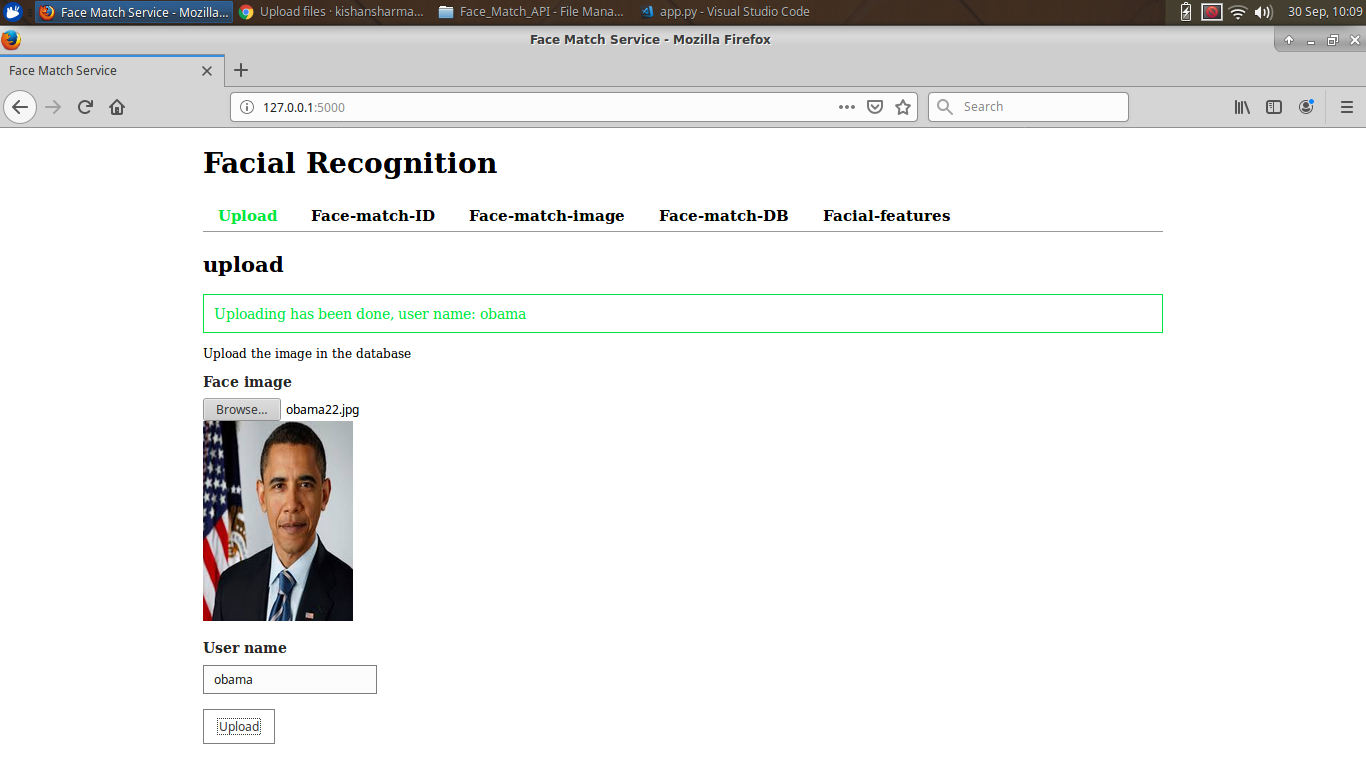 Face Match Service - Mozilla...
Upload files · kishansharma...
Face_Match_API - File Mana...
app.py - Visual Studio Code
30 Sep, 10:09
Face Match Service - Mozilla Firefox
Face Match Service
127.0.0.1:5000
Search
Facial Recognition
Upload Face-match-ID Face-match-image Face-match-DB Facial-features
upload
Uploading has been done, user name: obama
Upload the image in the database
Face image
Browse... obama22.jpg
User name
obama
Upload